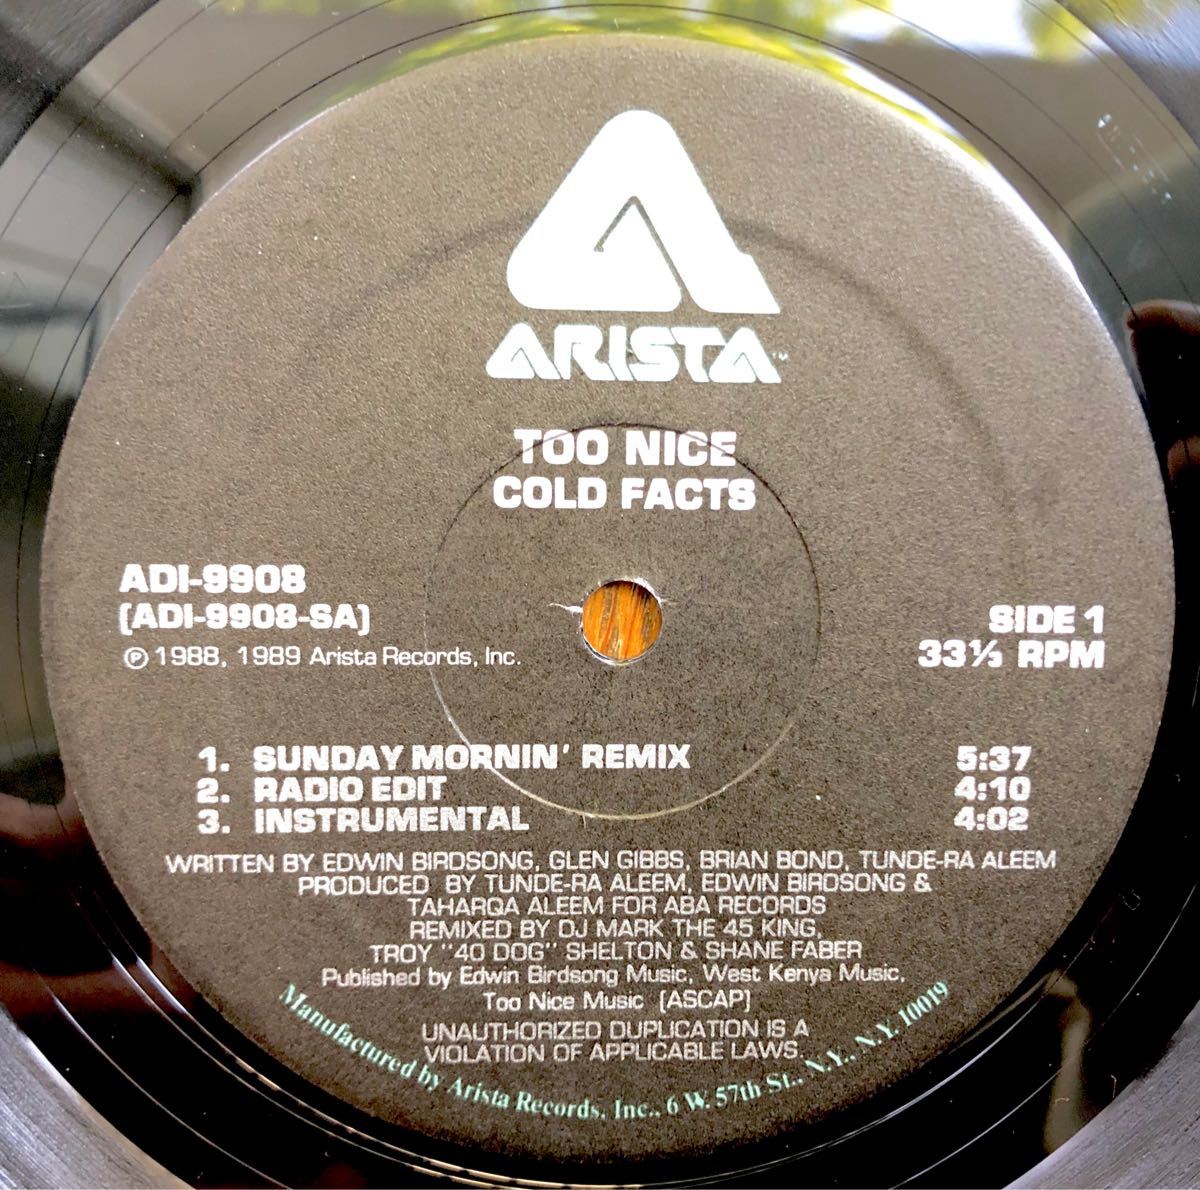 ARISTA™
TOO NICE
COLD FACTS
ADI-9908
(ADI-9908-SA)
℗ 1988, 1989 Arista Records, Inc.
SIDE 1
33⅓ RPM
1. SUNDAY MORNIN' REMIX 5:37
2. RADIO EDIT 4:10
3. INSTRUMENTAL 4:02
WRITTEN BY EDWIN BIRDSONG, GLEN GIBBS, BRIAN BOND, TUNDE-RA ALEEM
PRODUCED BY TUNDE-RA ALEEM, EDWIN BIRDSONG &
TAHARQA ALEEM FOR ABA RECORDS
REMIXED BY DJ MARK THE 45 KING,
TROY "40 DOG" SHELTON & SHANE FABER
Published by Edwin Birdsong Music, West Kenya Music,
Too Nice Music (ASCAP)
UNAUTHORIZED DUPLICATION IS A
VIOLATION OF APPLICABLE LAWS.
Manufactured by Arista Records, Inc., 6 W. 57th St., N.Y., N.Y. 10019